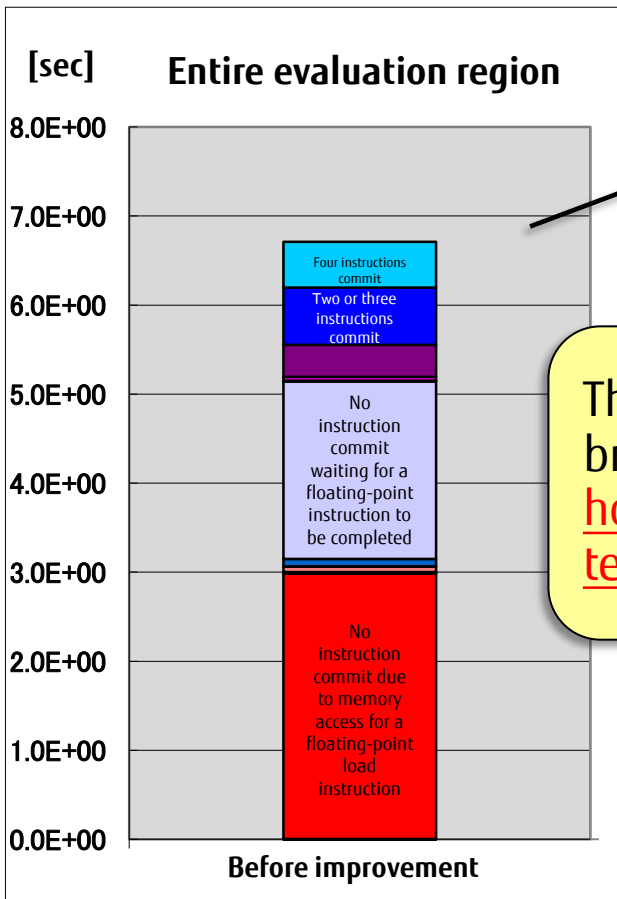 [sec] Entire evaluation region
8.0E+00
7.0E+00
6.0E+00
5.0E+00
4.0E+00
3.0E+00
2.0E+00
1.0E+00
0.0E+00
Four instructions
commit
Two or three
instructions
commit
No
instruction
commit
waiting for a
floating-point
instruction to
be completed
No
instruction
commit due
to memory
access for a
floating-point
load
instruction
Before improvement